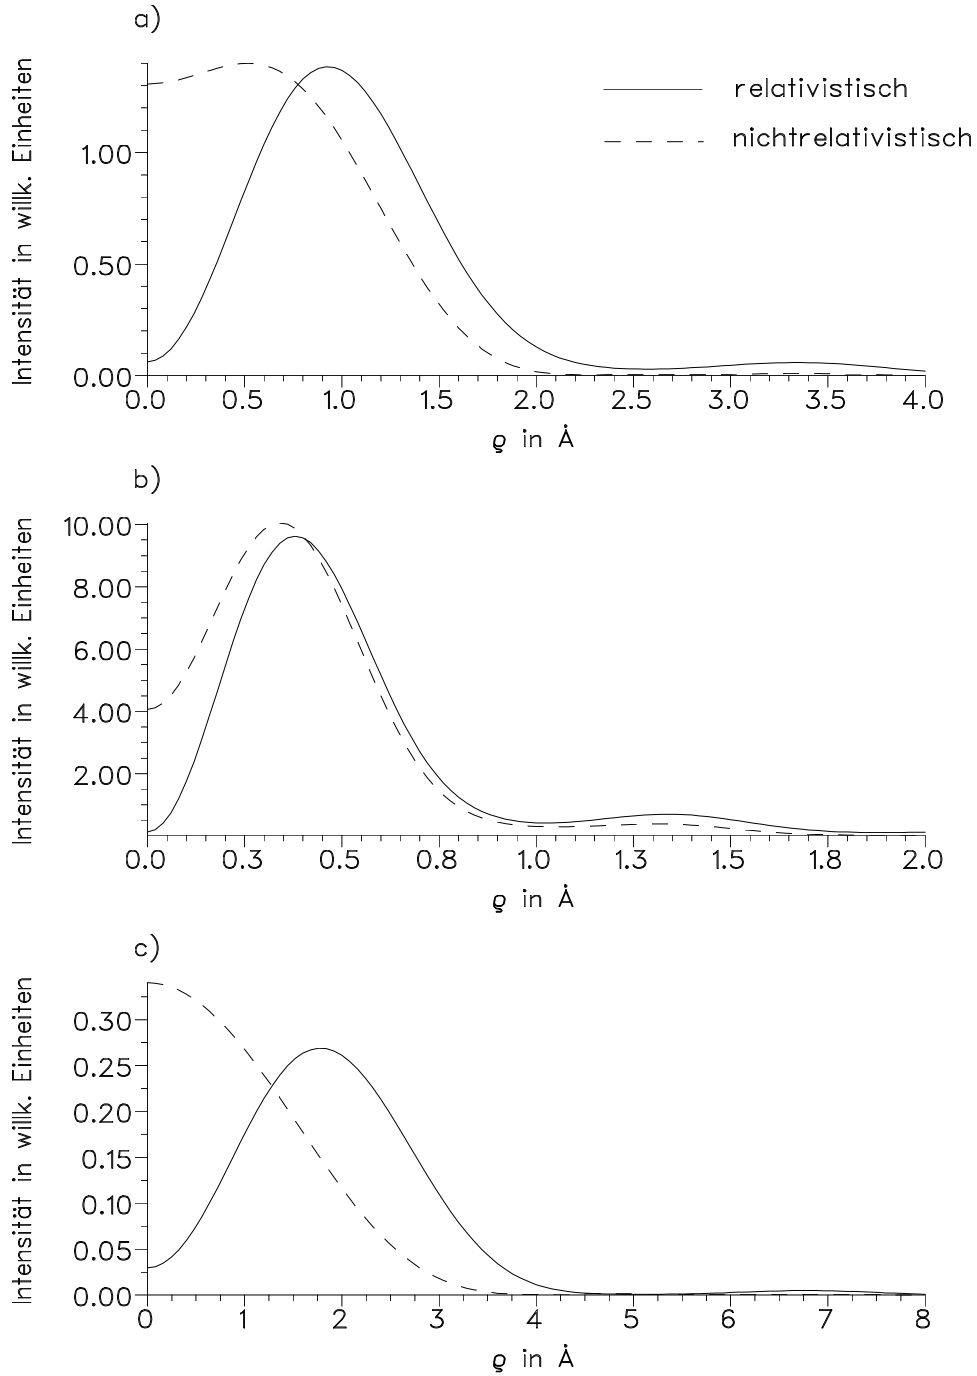 a)
Intensität in willk. Einheiten
1.00
0.50
0.00
relativistisch
nichtrelativistisch
0.0 0.5 1.0 1.5 2.0 2.5 3.0 3.5 4.0
ϱ in Å
b)
Intensität in willk. Einheiten
10.00
8.00
6.00
4.00
2.00
0.0 0.3 0.5 0.8 1.0 1.3 1.5 1.8 2.0
ϱ in Å
c)
Intensität in willk. Einheiten
0.30
0.25
0.20
0.15
0.10
0.05
0.00
0 1 2 3 4 5 6 7 8
ϱ in Å